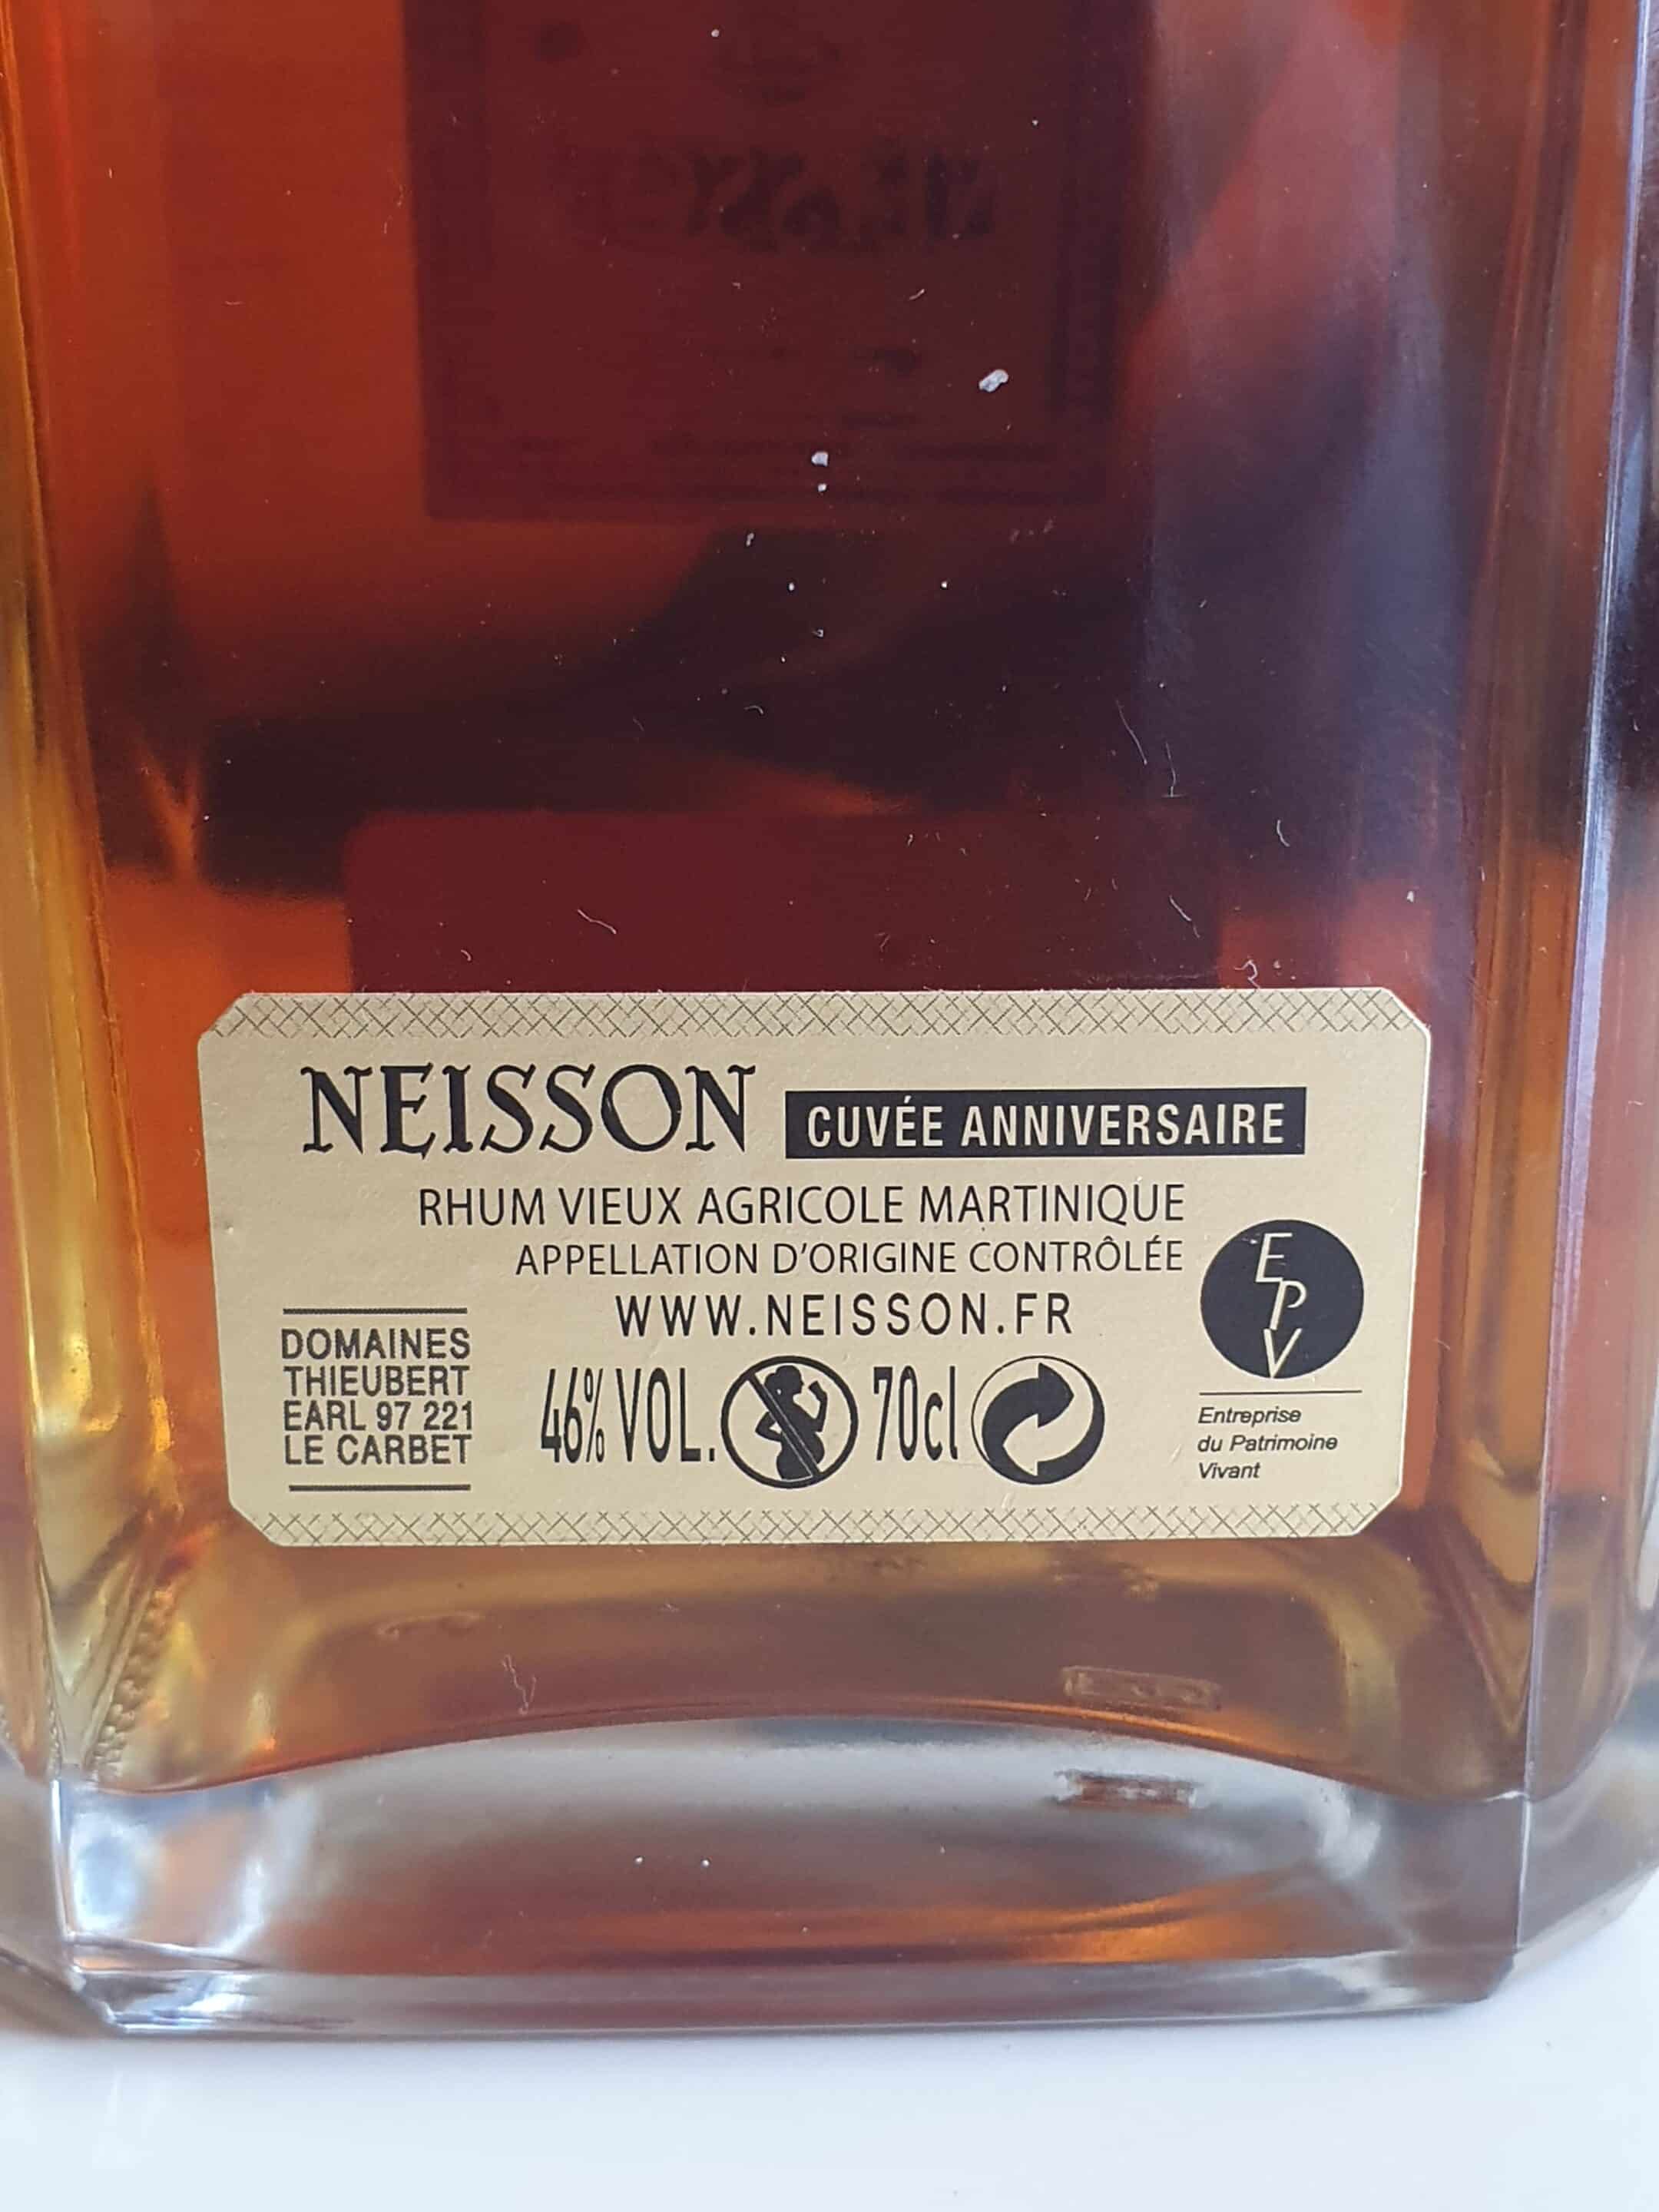 NEISSON CUVÉE ANNIVERSAIRE
RHUM VIEUX AGRICOLE MARTINIQUE
APPELLATION D'ORIGINE CONTRÔLÉE
WWW.NEISSON.FR
DOMAINES
THIEUBERT
EARL 97 221
LE CARBET
46% VOL. 70cl
E
P
V
Entreprise
du Patrimoine
Vivant